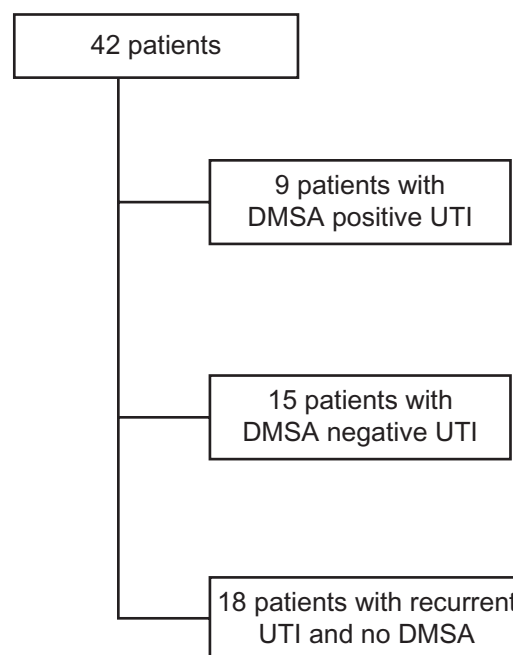 42 patients
9 patients with
DMSA positive UTI
15 patients with
DMSA negative UTI
18 patients with recurrent
UTI and no DMSA